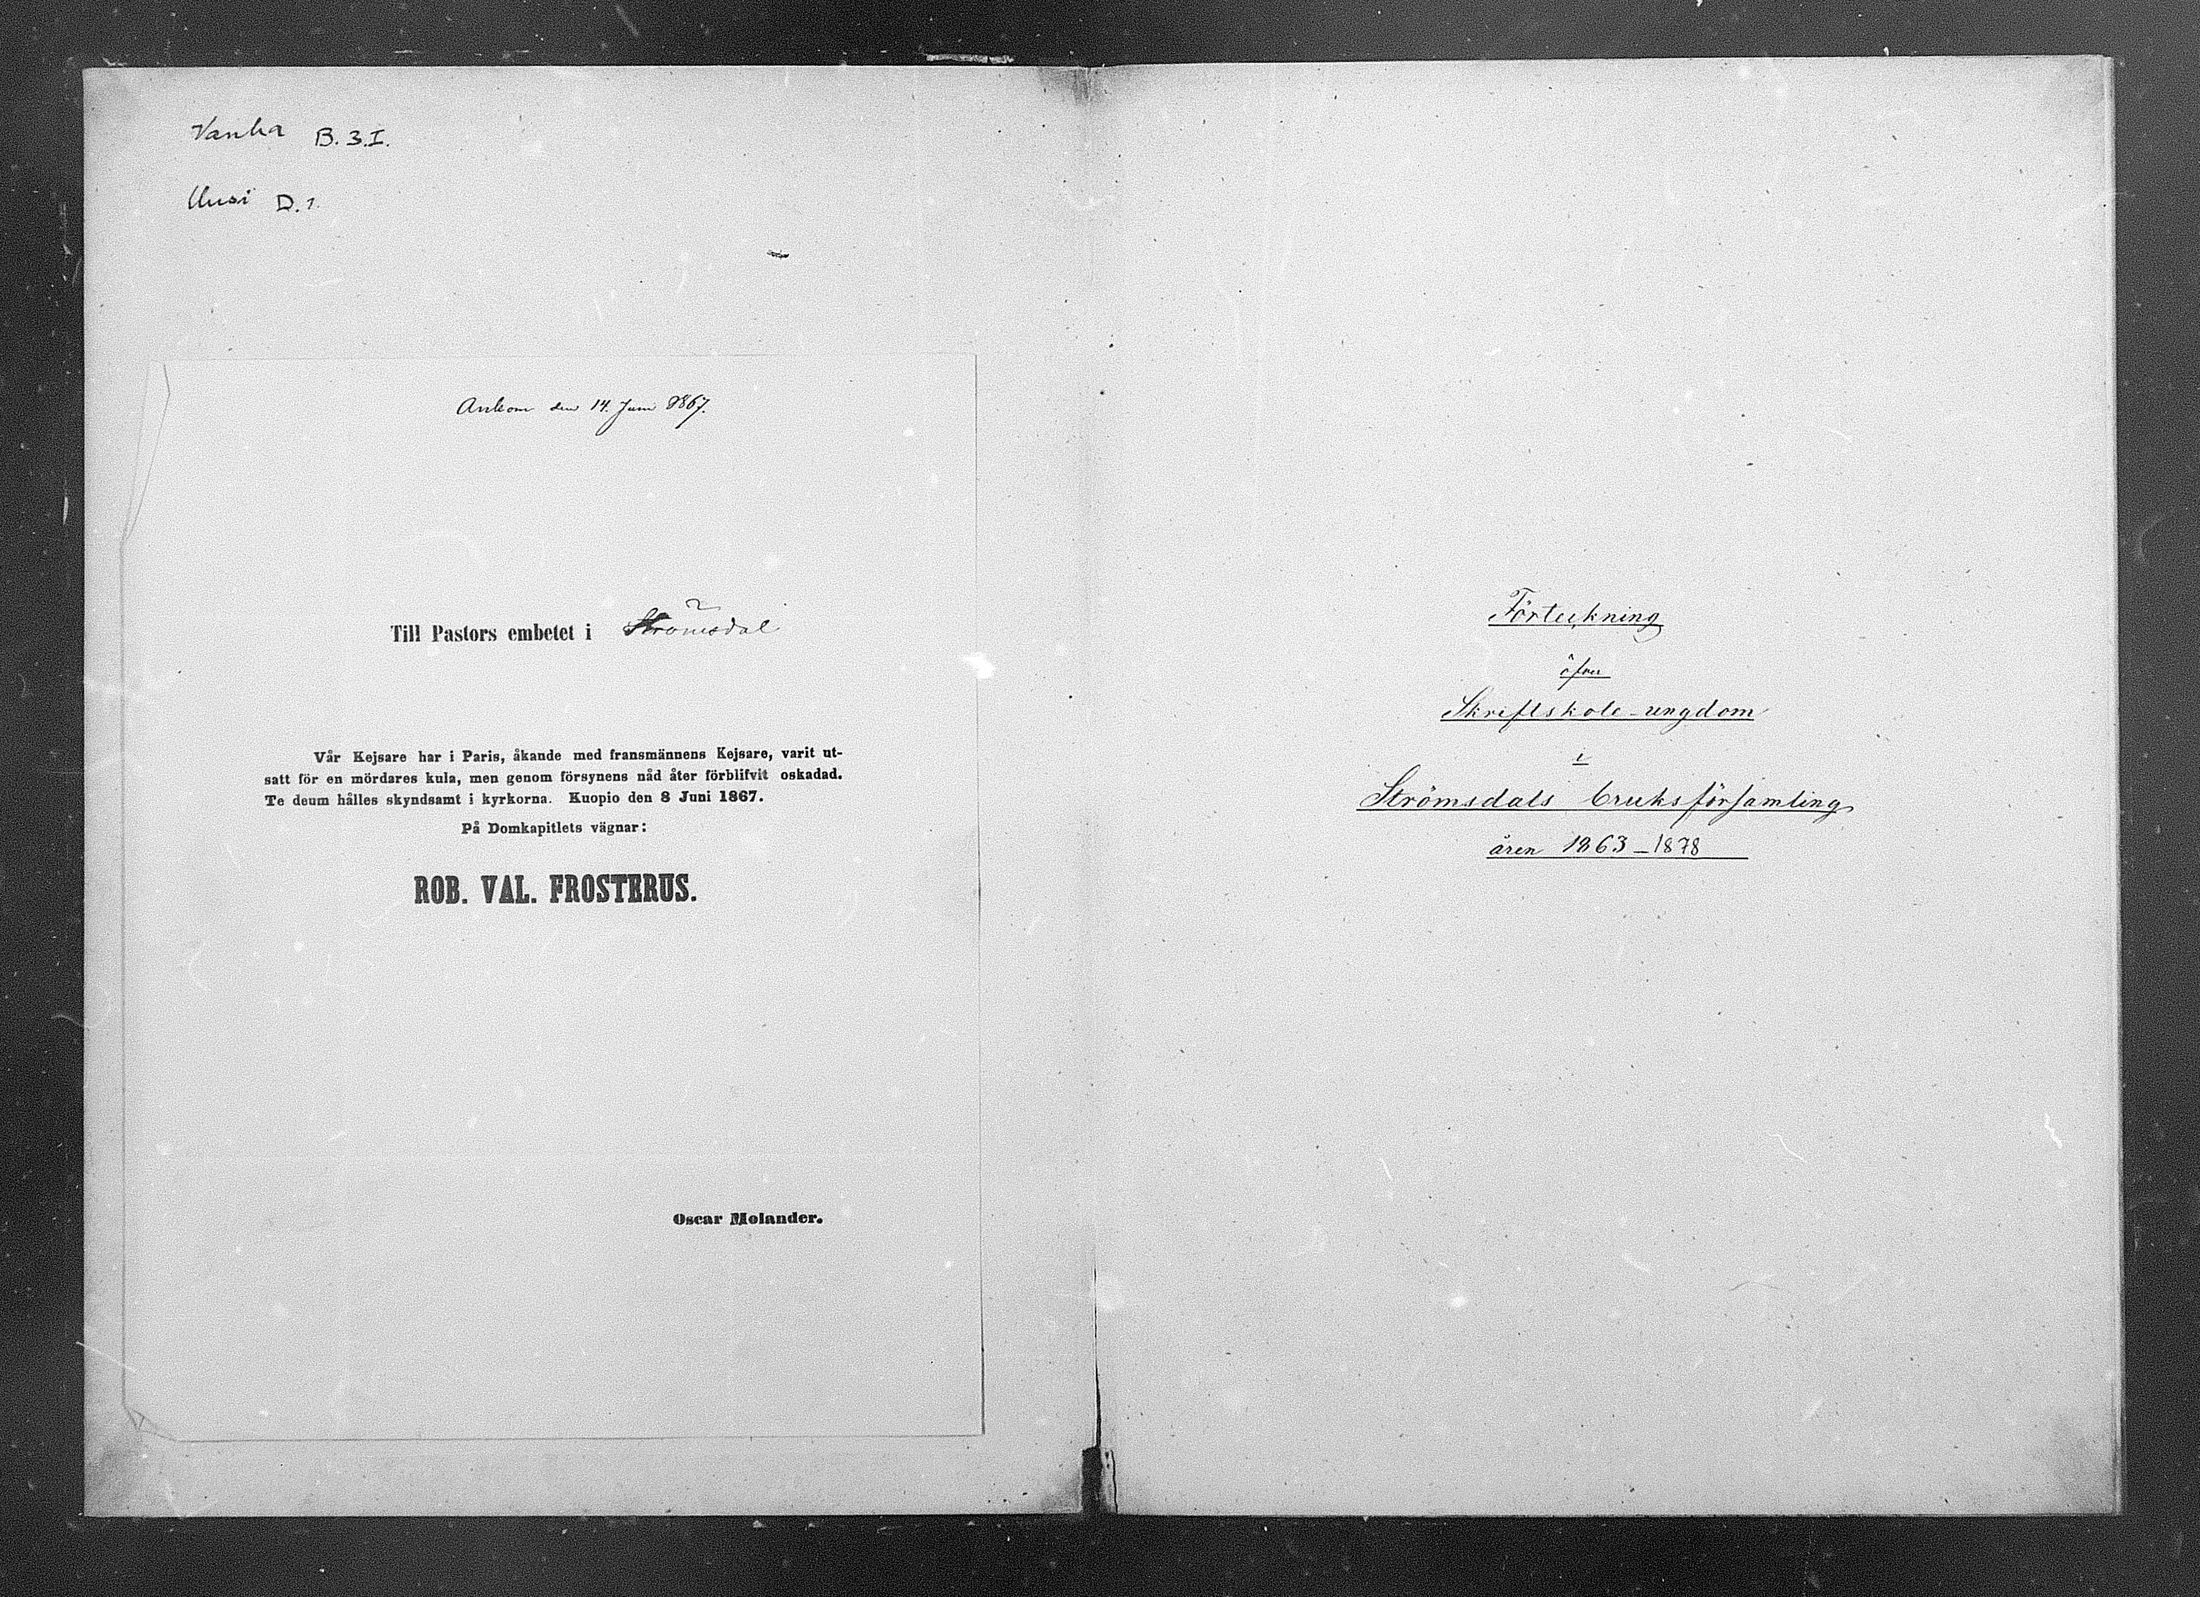 Vanha B. 3. I.
Uusi D. 1.
Ankom den 14. Juni 1867.
Till Pastors embetet i Strömsdal
Vår Kejsare har i Paris, åkande med fransmännens Kejsare, varit ut-
satt för en mördares kula, men genom försynens nåd åter förblifvit oskadad.
Te deum hålles skyndsamt i kyrkorna. Kuopio den 8 Juni 1867.
På Domkapitlets vägnar:
ROB. VAL. FROSTERUS.
Oscar Molander.
Förteckning
öfver
Skriftskole-ungdom
i
Strömsdals bruksförsamling
åren 1863-1878